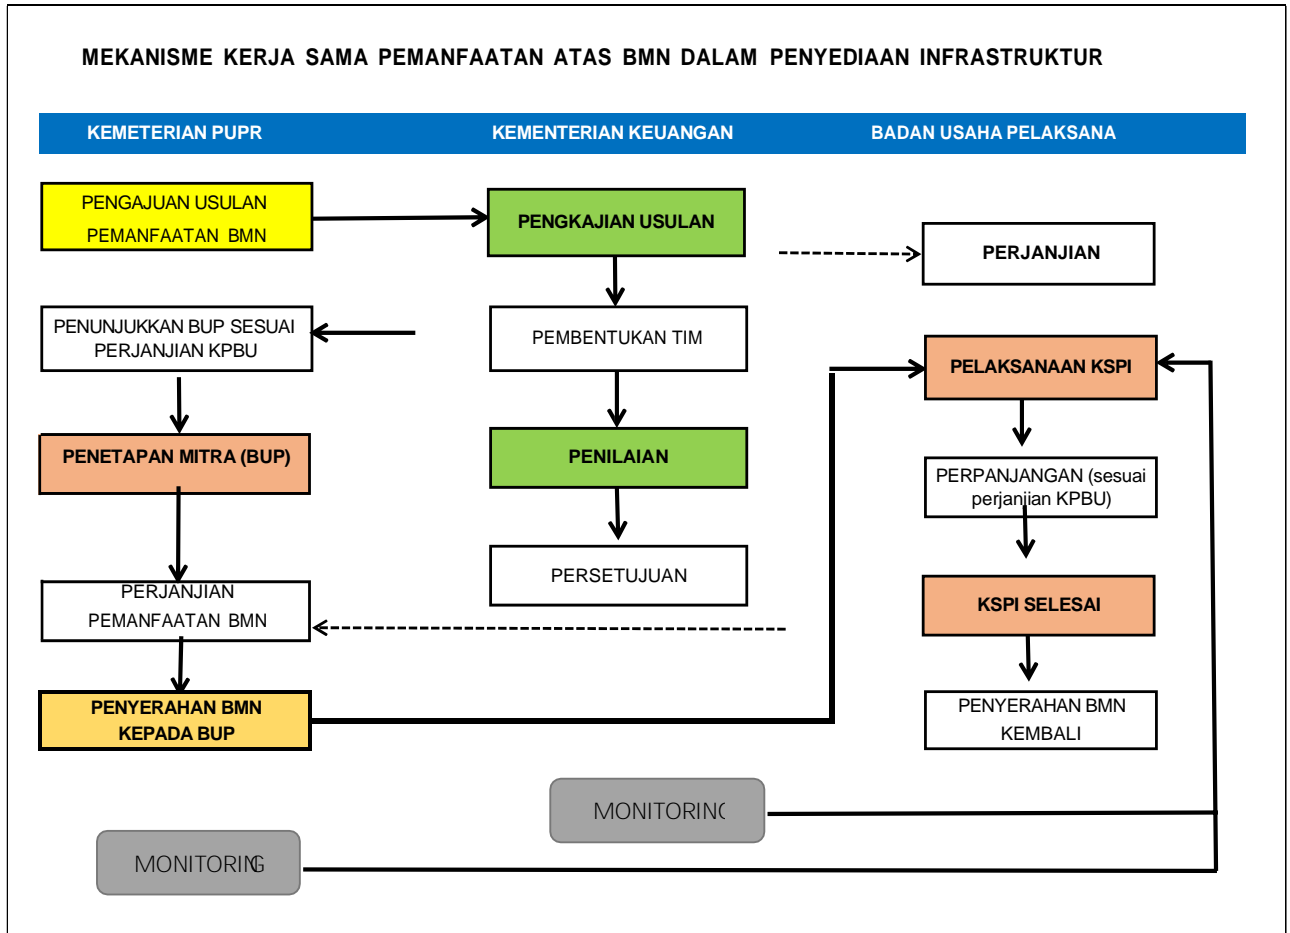 MEKANISME KERJA SAMA PEMANFAATAN ATAS BMN DALAM PENYEDIAAN INFRASTRUKTUR
KEMETERIAN PUPR
KEMENTERIAN KEUANGAN
BADAN USAHA PELAKSANA
PENGAJUAN USULAN
PEMANFAATAN BMN
PENGKAJIAN USULAN
PERJANJIAN
PENUNJUKKAN BUP SESUAI
PERJANJIAN KPBU
PEMBENTUKAN TIM
PELAKSANAAN KSPI
PENETAPAN MITRA (BUP)
PENILAIAN
PERPANJANGAN (sesuai
perjanjian KPBU)
PERSETUJUAN
PERJANJIAN
PEMANFAATAN BMN
KSPI SELESAI
PENYERAHAN BMN
KEPADA BUP
PENYERAHAN BMN
KEMBALI
MONITORING
MONITORING